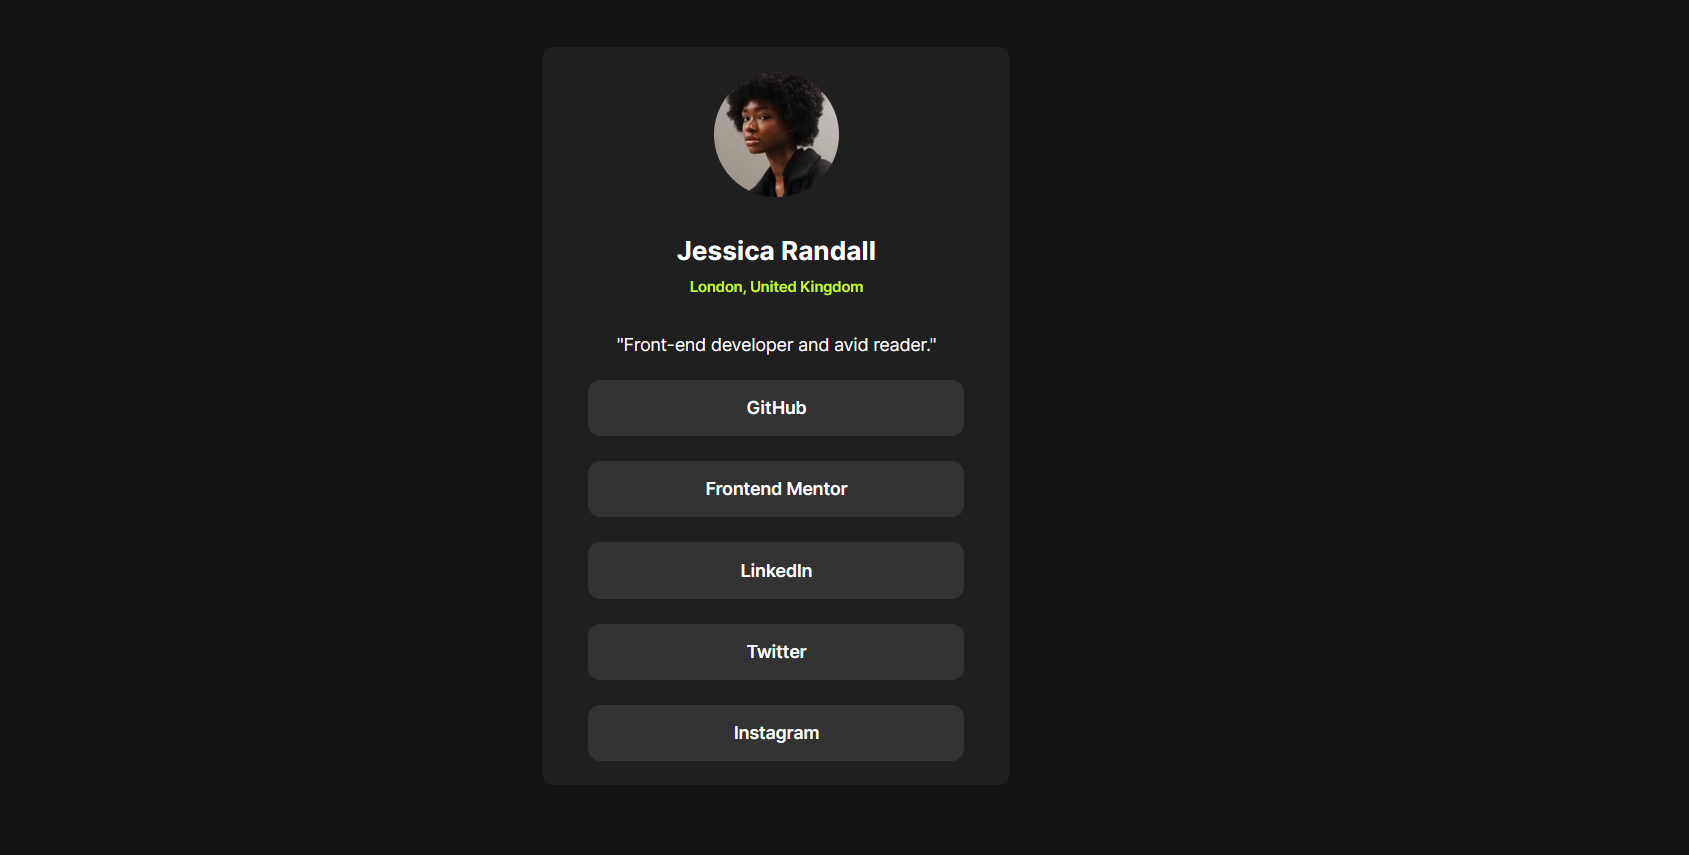 Jessica Randall
London, United Kingdom
"Front-end developer and avid reader."
GitHub
Frontend Mentor
LinkedIn
Twitter
Instagram